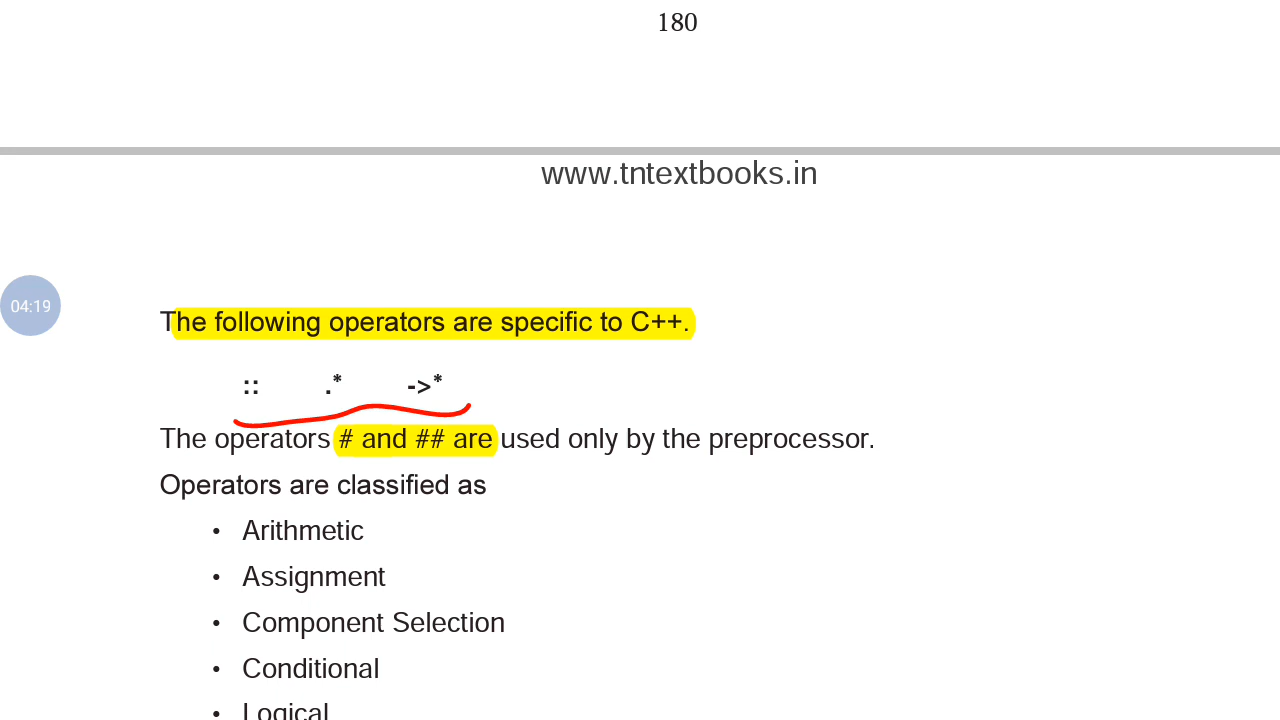 180
www.tntextbooks.in
04:19
The following operators are specific to C++.
:: .* ->*
The operators # and ## are used only by the preprocessor.
Operators are classified as
• Arithmetic
• Assignment
• Component Selection
• Conditional
• Logical